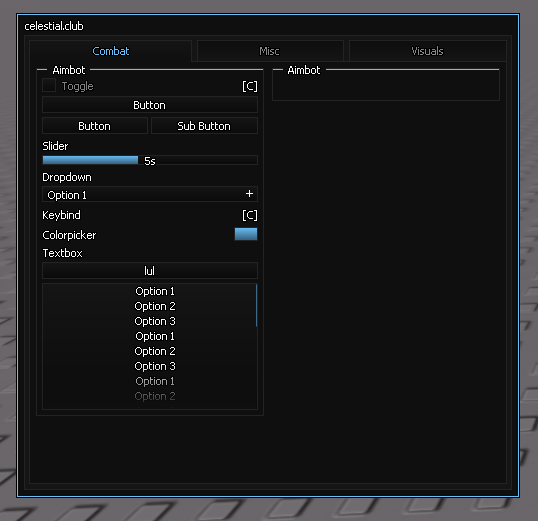 celestial.club
Combat Misc Visuals
Aimbot
Toggle [C]
Button
Button Sub Button
Slider
5s
Dropdown
Option 1 +
Keybind [C]
Colorpicker
Textbox
lul
Option 1
Option 2
Option 3
Option 1
Option 2
Option 3
Option 1
Option 2
Aimbot